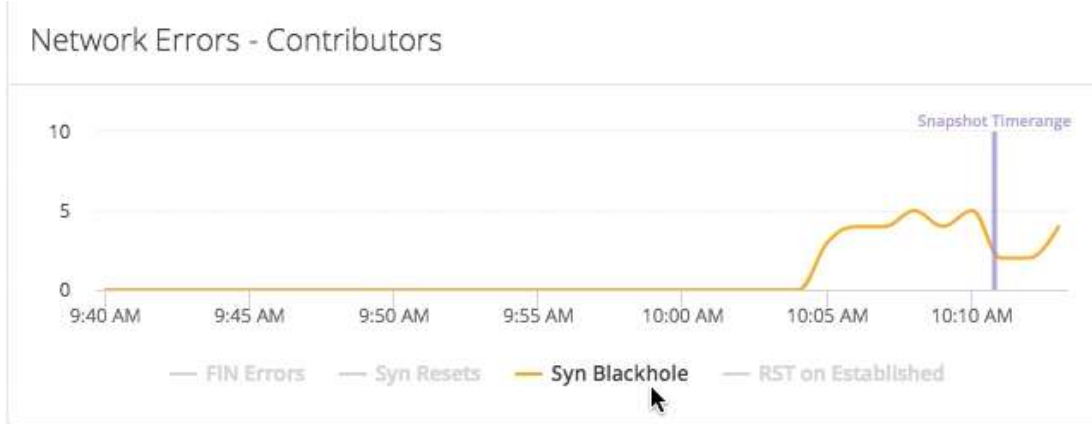 Network Errors - Contributors
Snapshot Timerange
10
5
0
9:40 AM 9:45 AM 9:50 AM 9:55 AM 10:00 AM 10:05 AM 10:10 AM
FIN Errors Syn Resets Syn Blackhole RST on Established